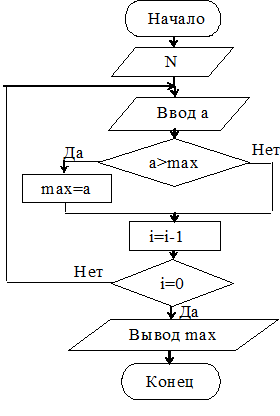 Начало
N
Ввод a
a>max
Да
Нет
max=a
i=i-1
Нет
i=0
Да
Вывод max
Конец